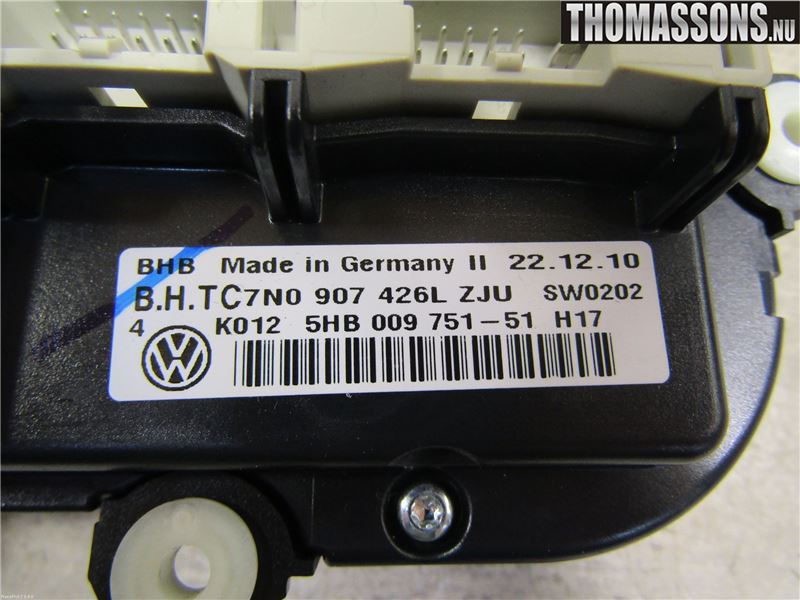 THOMASSONS.NU
BHB Made in Germany II 22.12.10
B.H.TC7N0 907 426L ZJU SW0202
4 K012 5HB 009 751-51 H17